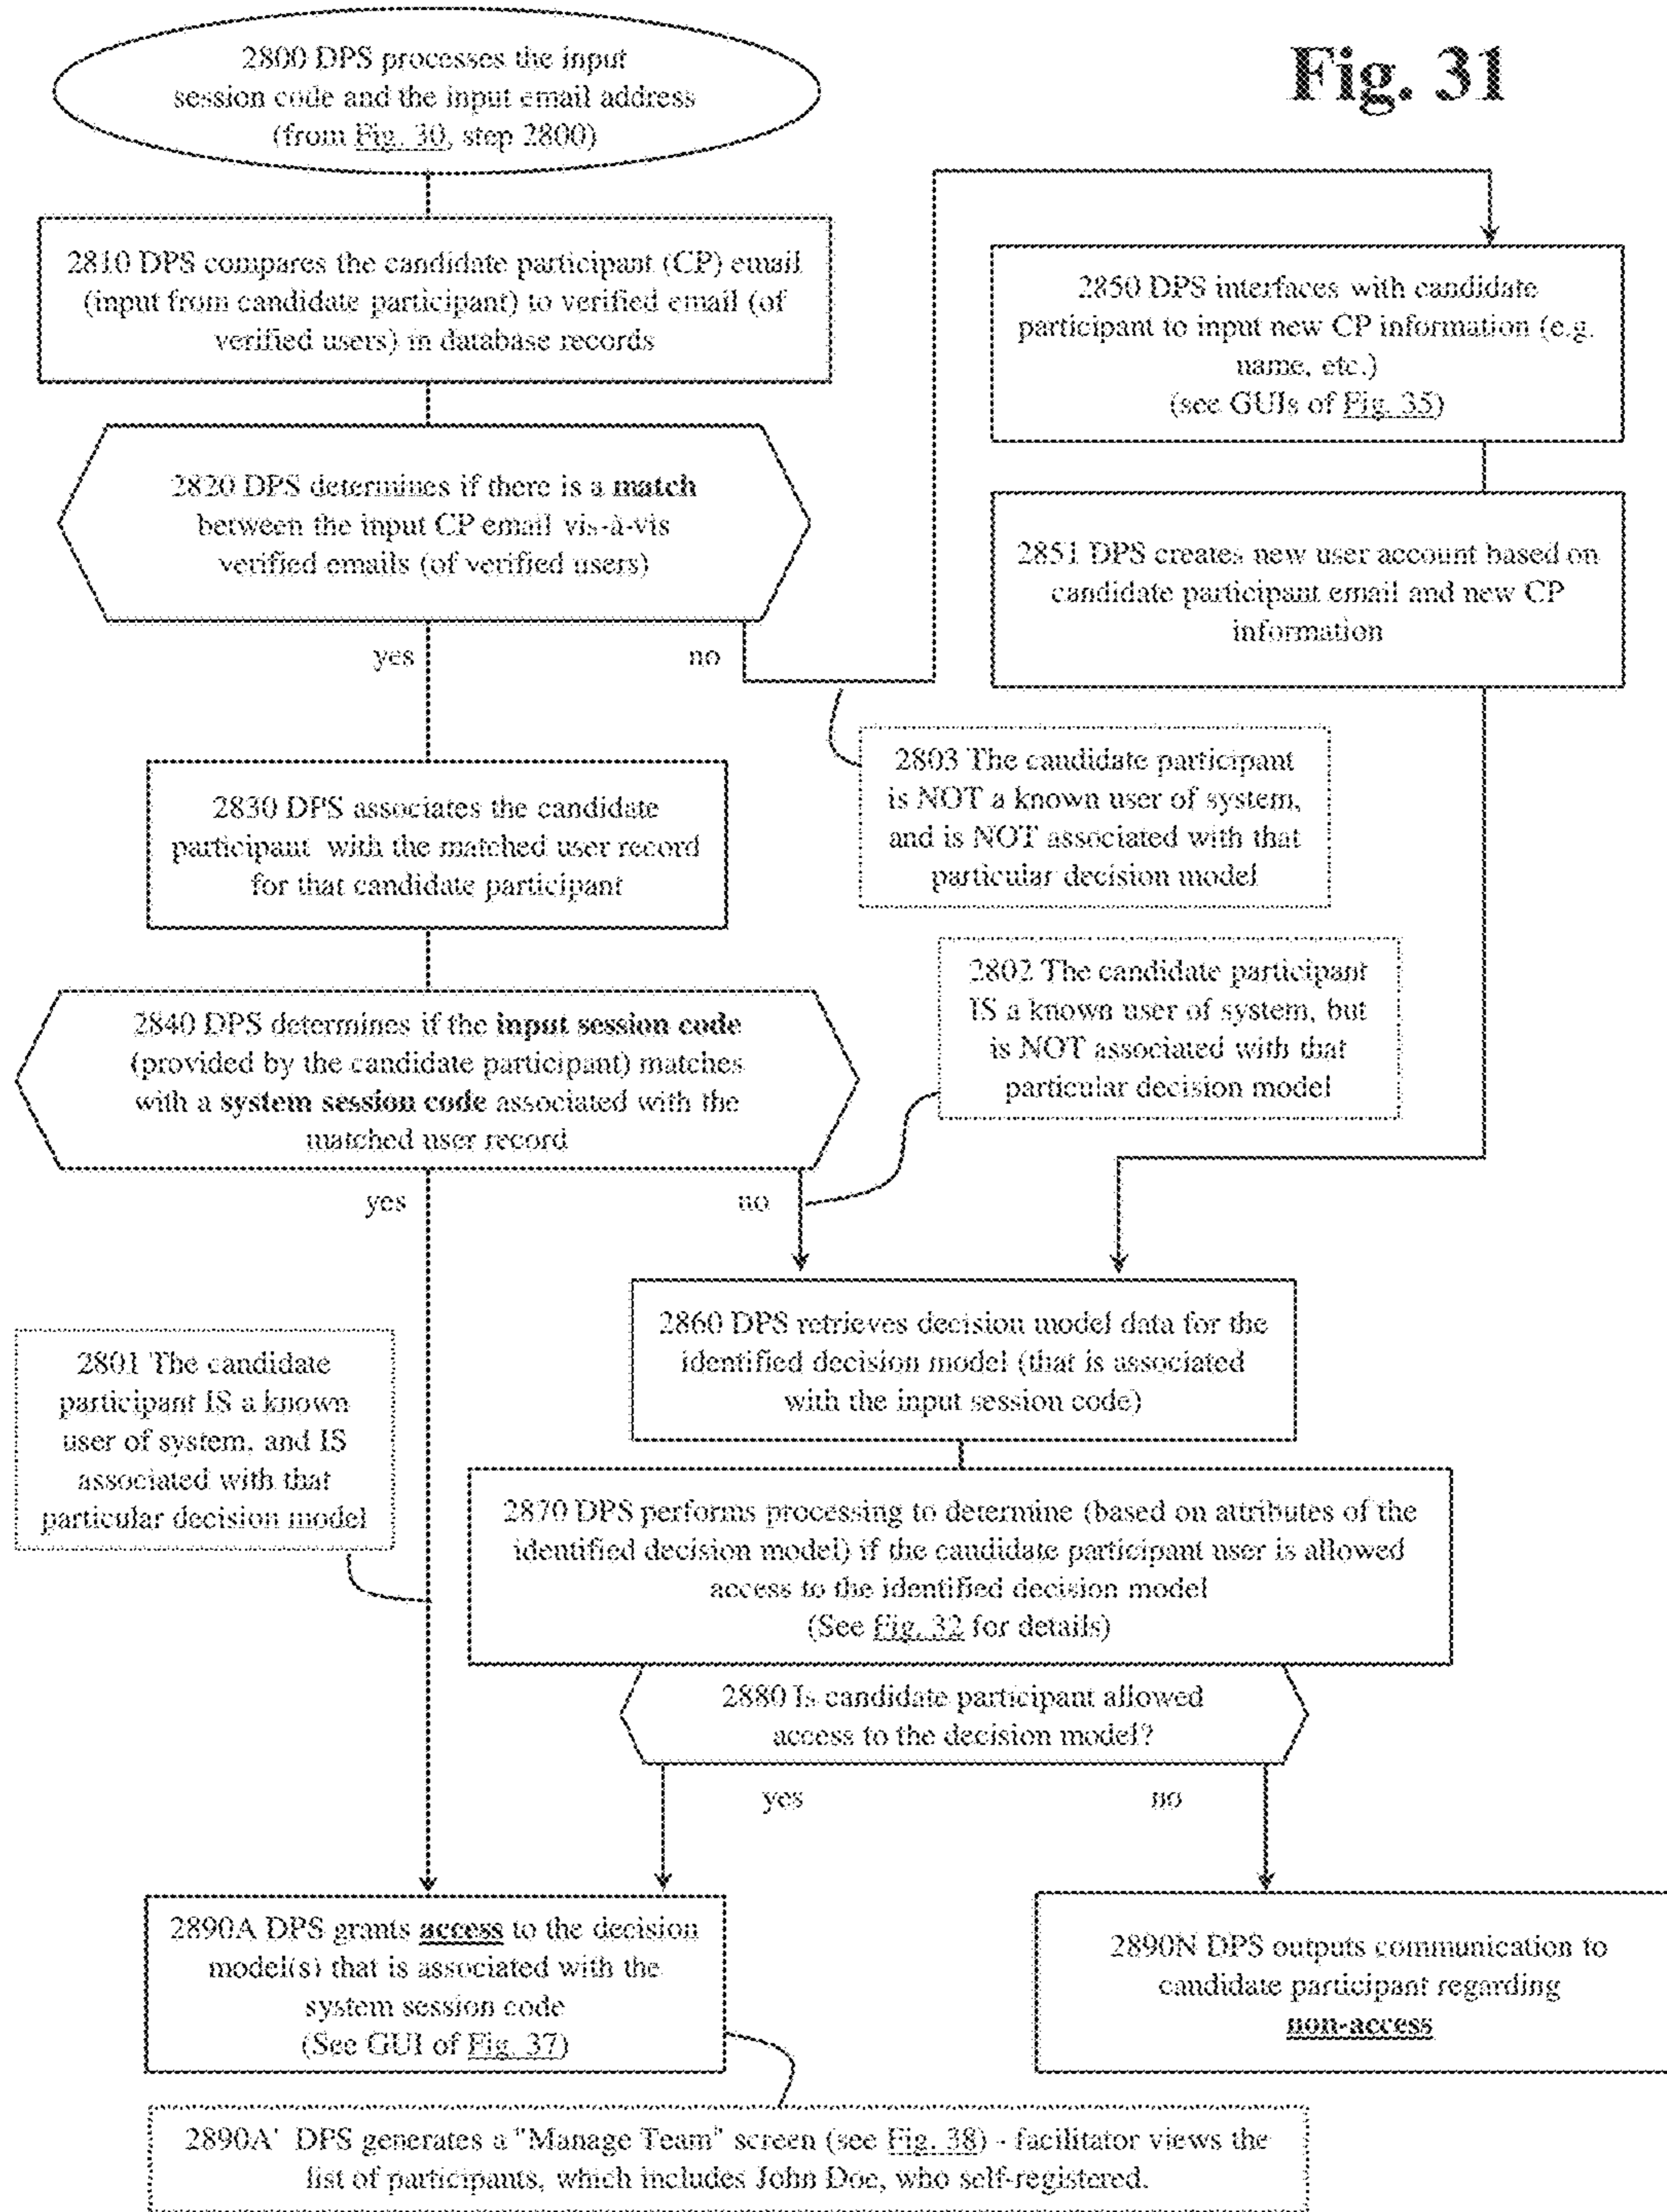 Fig. 31
2800 DPS processes the input
session code and the input email address
(from Fig. 30, step 2800)
2810 DPS compares the candidate participant (CP) email
(input from candidate participant) to verified email (of
verified users) in database records
2820 DPS determines if there is a match
between the input CP email vis-à-vis
verified emails (of verified users)
yes
no
2850 DPS interfaces with candidate
participant to input new CP information (e.g.
name, etc.)
(see GUIs of Fig. 35)
2851 DPS creates new user account based on
candidate participant email and new CP
information
2803 The candidate participant
is NOT a known user of system,
and is NOT associated with that
particular decision model
2830 DPS associates the candidate
participant with the matched user record
for that candidate participant
2802 The candidate participant
IS a known user of system, but
is NOT associated with that
particular decision model
2840 DPS determines if the input session code
(provided by the candidate participant) matches
with a system session code associated with the
matched user record
yes
no
2801 The candidate
participant IS a known
user of system, and IS
associated with that
particular decision model
2860 DPS retrieves decision model data for the
identified decision model (that is associated
with the input session code)
2870 DPS performs processing to determine (based on attributes of the
identified decision model) if the candidate participant user is allowed
access to the identified decision model
(See Fig. 32 for details)
2880 Is candidate participant allowed
access to the decision model?
yes
no
2890A DPS grants access to the decision
model(s) that is associated with the
system session code
(See GUI of Fig. 37)
2890N DPS outputs communication to
candidate participant regarding
non-access
2890A' DPS generates a "Manage Team" screen (see Fig. 38) - facilitator views the
list of participants, which includes John Doe, who self-registered.